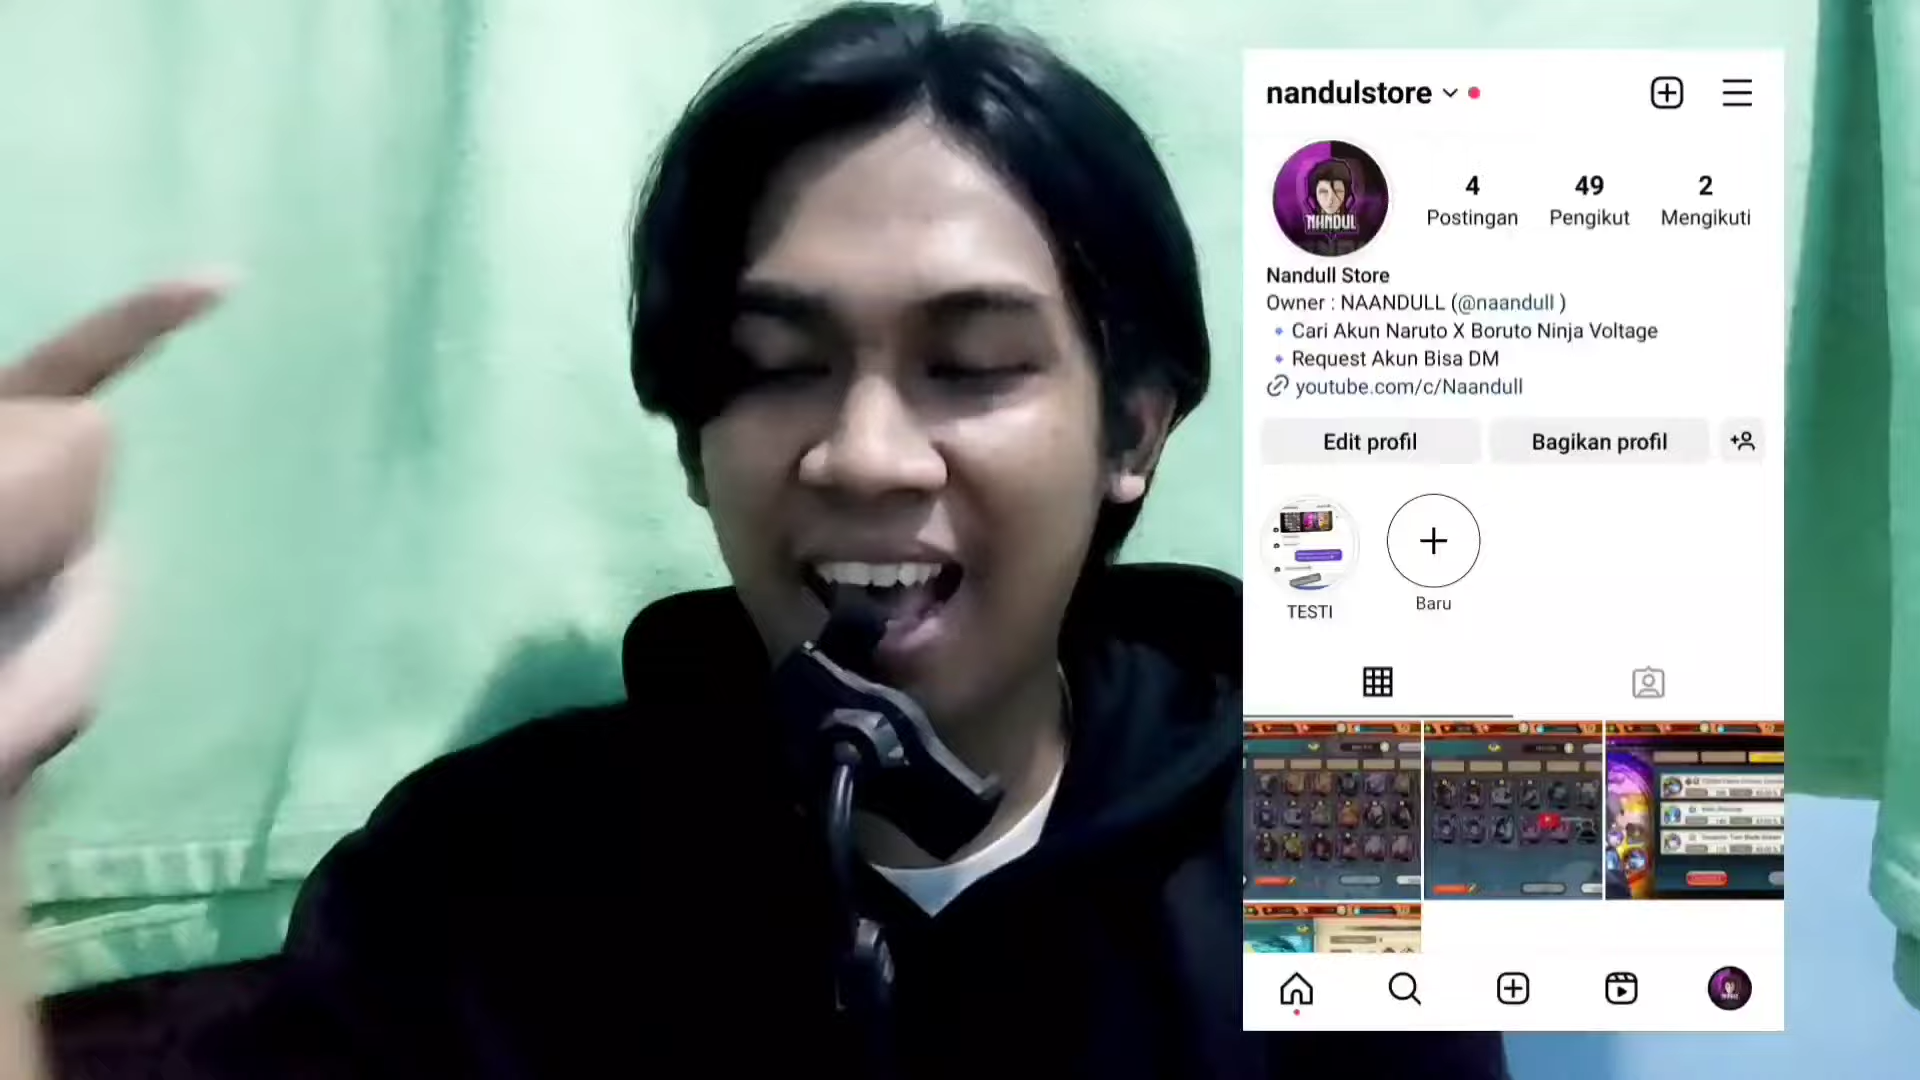 nandulstore
4 49 2
Postingan Pengikut Mengikuti
NANDUL
Nandull Store
Owner : NAANDULL (@naandull )
Cari Akun Naruto X Boruto Ninja Voltage
Request Akun Bisa DM
youtube.com/c/Naandull
Edit profil Bagikan profil
TESTI Baru